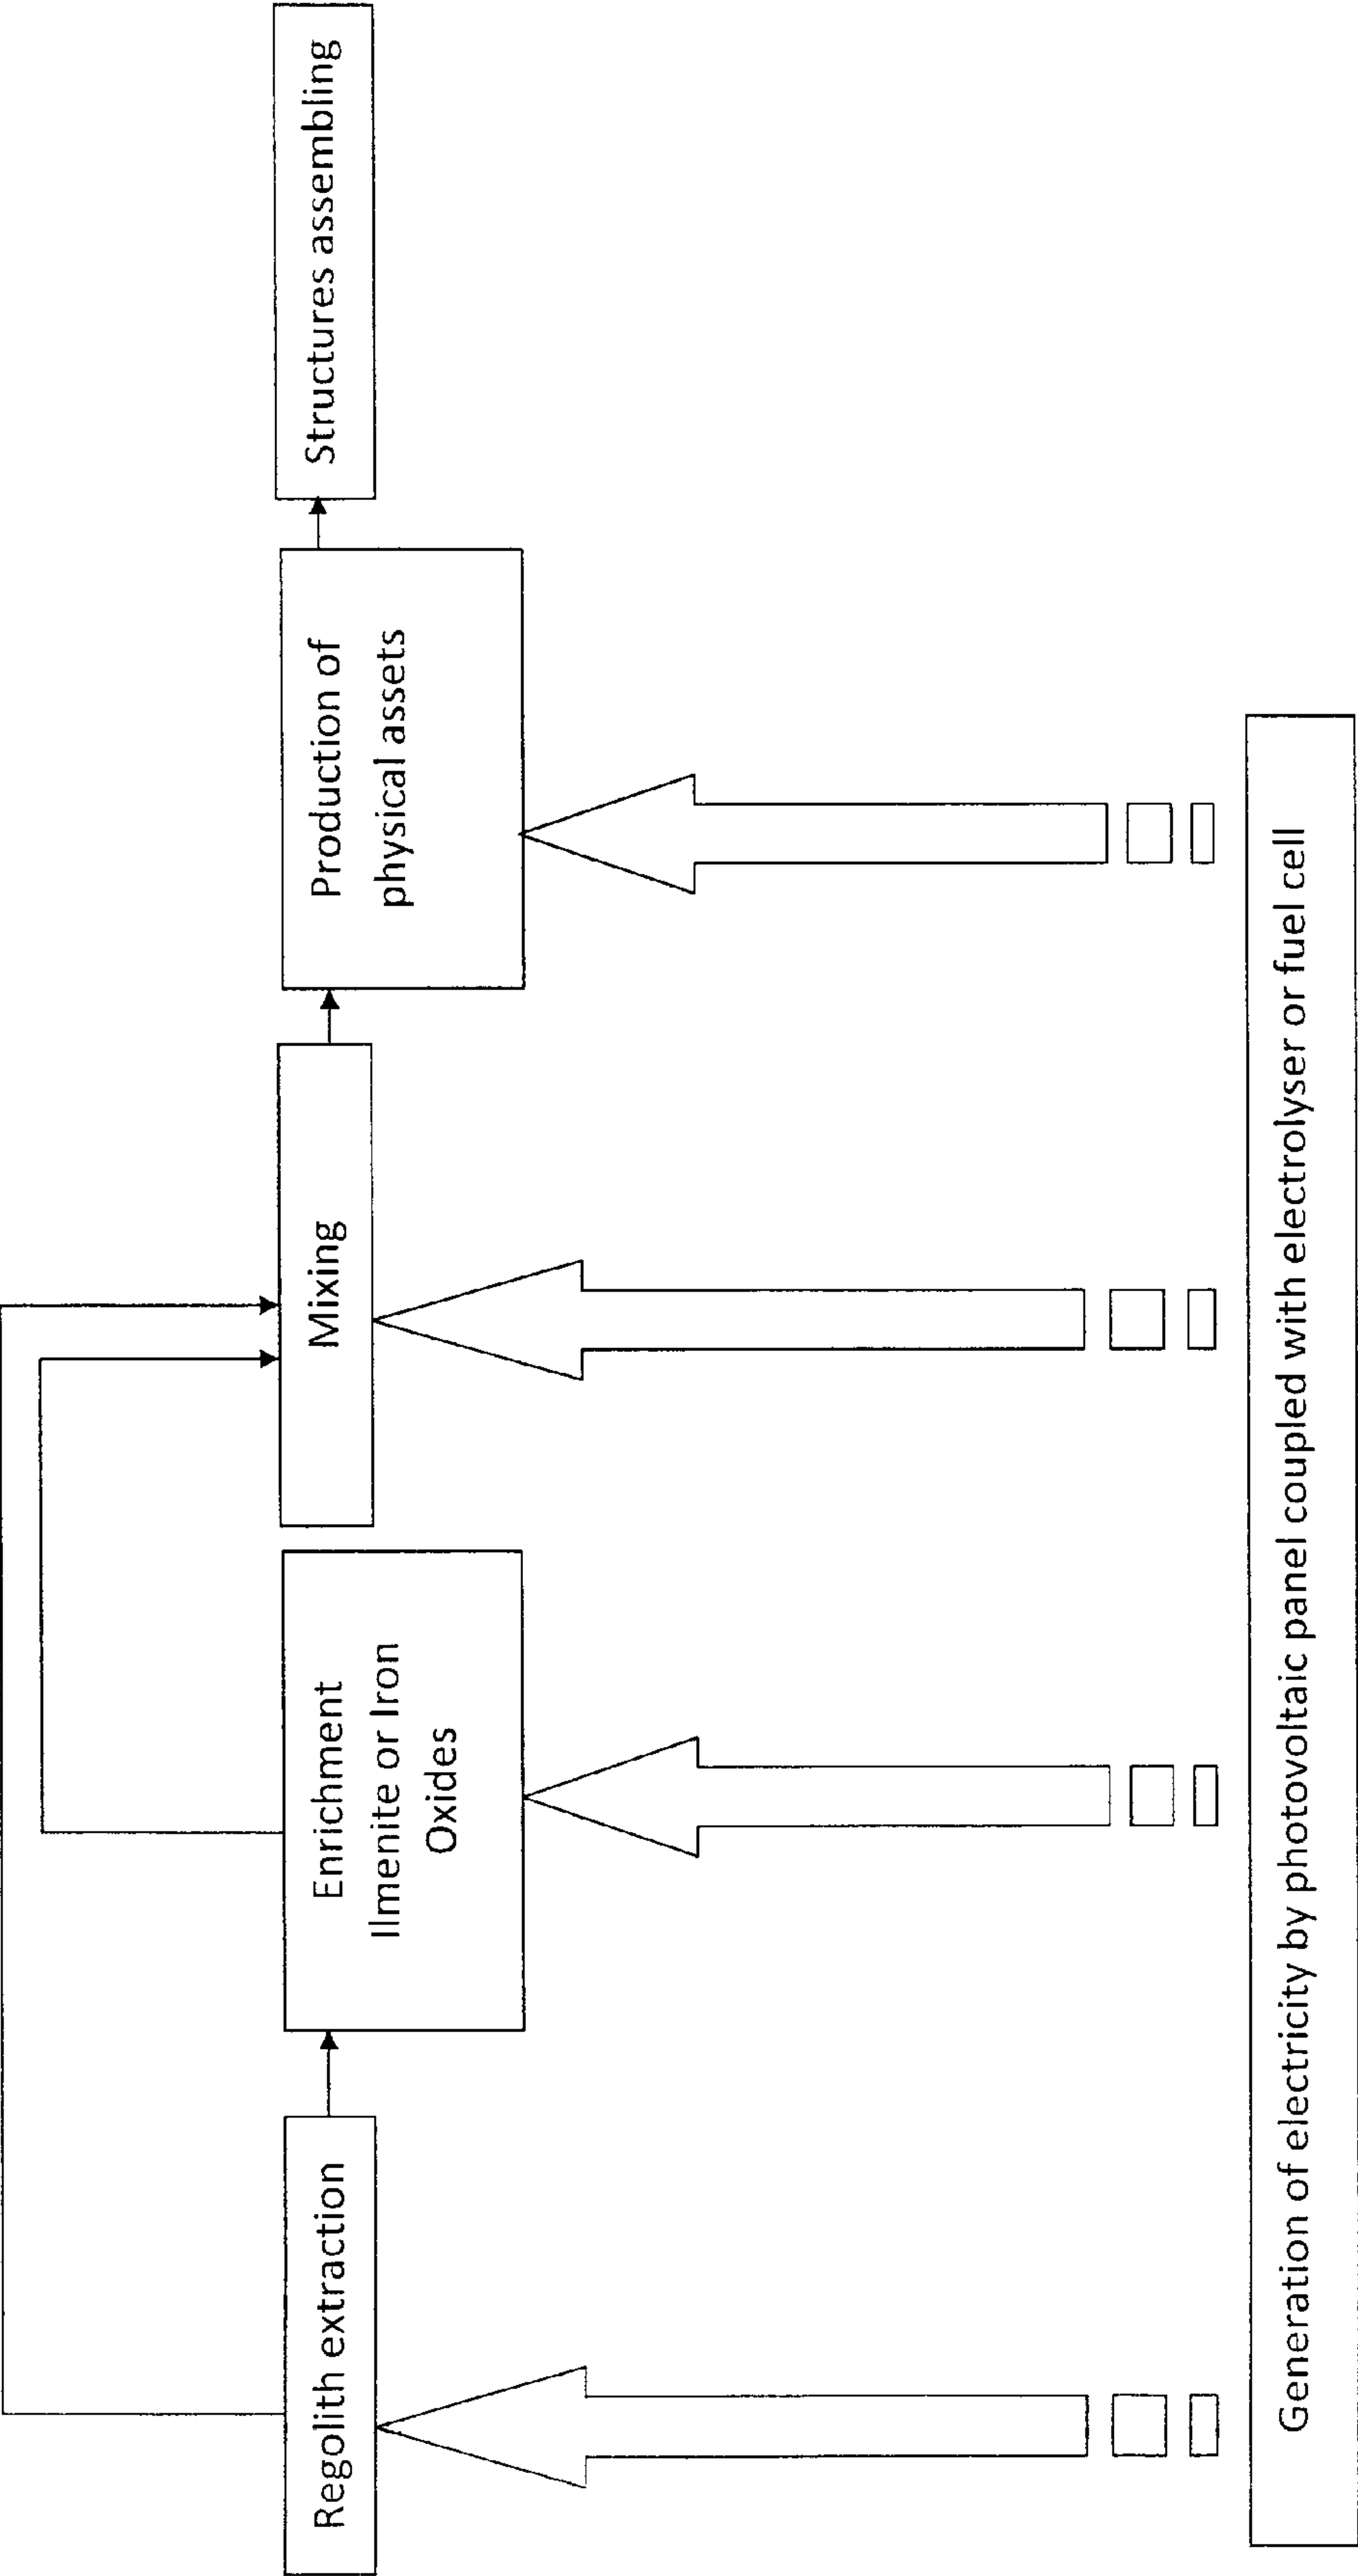 Regolith extraction
Enrichment
Ilmenite or Iron
Oxides
Mixing
Production of
physical assets
Structures assembling
Generation of electricity by photovoltaic panel coupled with electrolyser or fuel cell